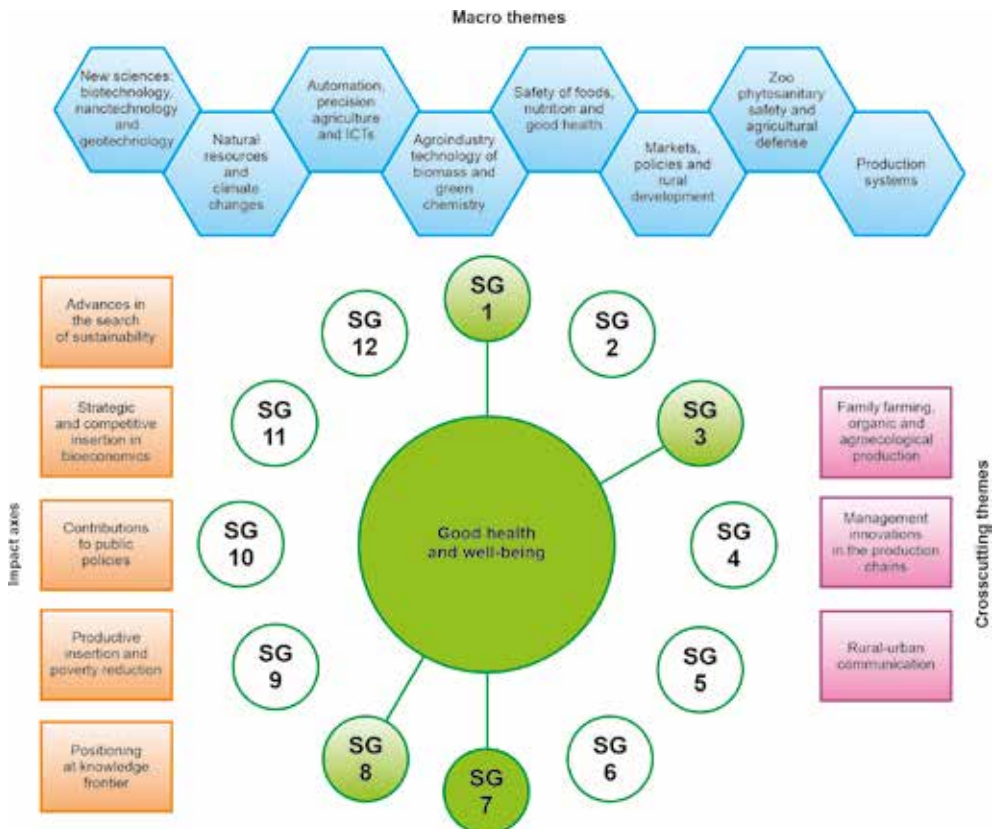 Macro themes
New sciences:
biotechnology,
nanotechnology
and
geotechnology
Natural
resources
and
climate
changes
Automation,
precision
agriculture
and ICTs
Agroindustry
technology of
biomass and
green
chemistry
Safety of foods,
nutrition and
good health
Markets,
policies and
rural
development
Zoo
phytosanitary
safety and
agricultural
defense
Production
systems
Impact axes
Advances in
the search
of sustainability
Strategic
and competitive
insertion in
bioeconomics
Contributions
to public
policies
Productive
insertion and
poverty reduction
Positioning
at knowledge
frontier
SG
1
SG
2
SG
3
SG
4
SG
5
SG
6
SG
7
SG
8
SG
9
SG
10
SG
11
SG
12
Good health
and well-being
Family farming,
organic and
agroecological
production
Management
innovations
in the production
chains
Rural-urban
communication
Crosscutting themes